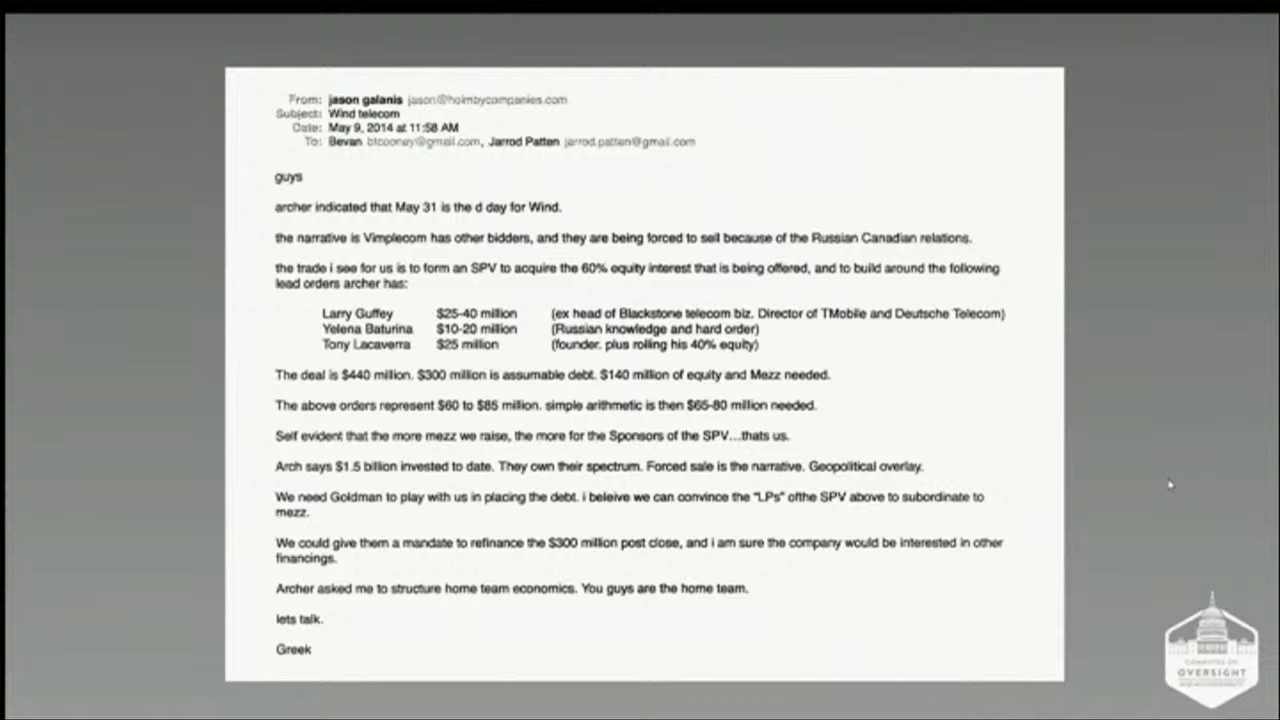 From: jason galanis jason@holmbycompanies.com
Subject: Wind telecom
Date: May 9, 2014 at 11:58 AM
To: Bevan btcooney@gmail.com, Jarrod Patten jarrod.patten@gmail.com
guys
archer indicated that May 31 is the d day for Wind.
the narrative is Vimplecom has other bidders, and they are being forced to sell because of the Russian Canadian relations.
the trade i see for us is to form an SPV to acquire the 60% equity interest that is being offered, and to build around the following
lead orders archer has:
Larry Guffey $25-40 million (ex head of Blackstone telecom biz. Director of TMobile and Deutsche Telecom)
Yelena Baturina $10-20 million (Russian knowledge and hard order)
Tony Lacaverra $25 million (founder. plus rolling his 40% equity)
The deal is $440 million. $300 million is assumable debt. $140 million of equity and Mezz needed.
The above orders represent $60 to $85 million. simple arithmetic is then $65-80 million needed.
Self evident that the more mezz we raise, the more for the Sponsors of the SPV...thats us.
Arch says $1.5 billion invested to date. They own their spectrum. Forced sale is the narrative. Geopolitical overlay.
We need Goldman to play with us in placing the debt. i beleive we can convince the "LPs" ofthe SPV above to subordinate to
mezz.
We could give them a mandate to refinance the $300 million post close, and i am sure the company would be interested in other
financings.
Archer asked me to structure home team economics. You guys are the home team.
lets talk.
Greek
COMMITTEE ON
OVERSIGHT